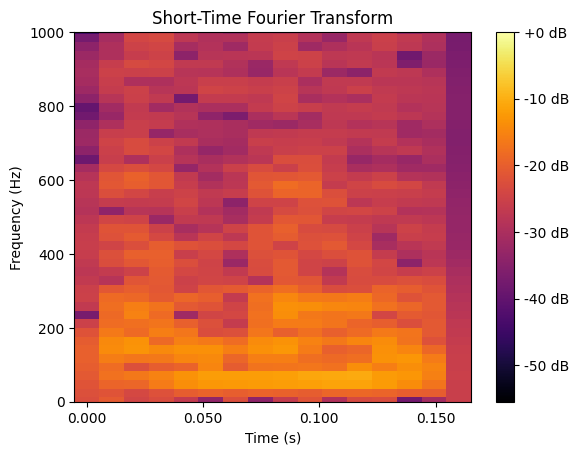 Short-Time Fourier Transform
1000
800
600
400
200
0
Frequency (Hz)
0.000
0.050
0.100
0.150
Time (s)
+0 dB
-10 dB
-20 dB
-30 dB
-40 dB
-50 dB